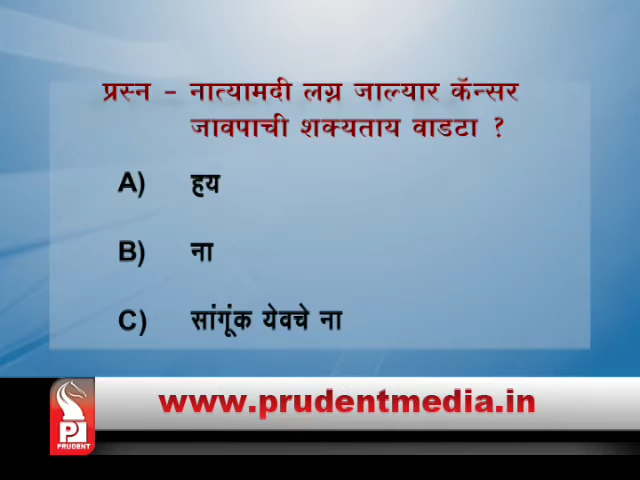 प्रस्न - नात्यामदी लग्न जाल्यार कॅन्सर
जावपाची शक्यताय वाडटा ?
A) हय
B) ना
C) सांगूंक येवचे ना
www.prudentmedia.in
P
PRUDENT